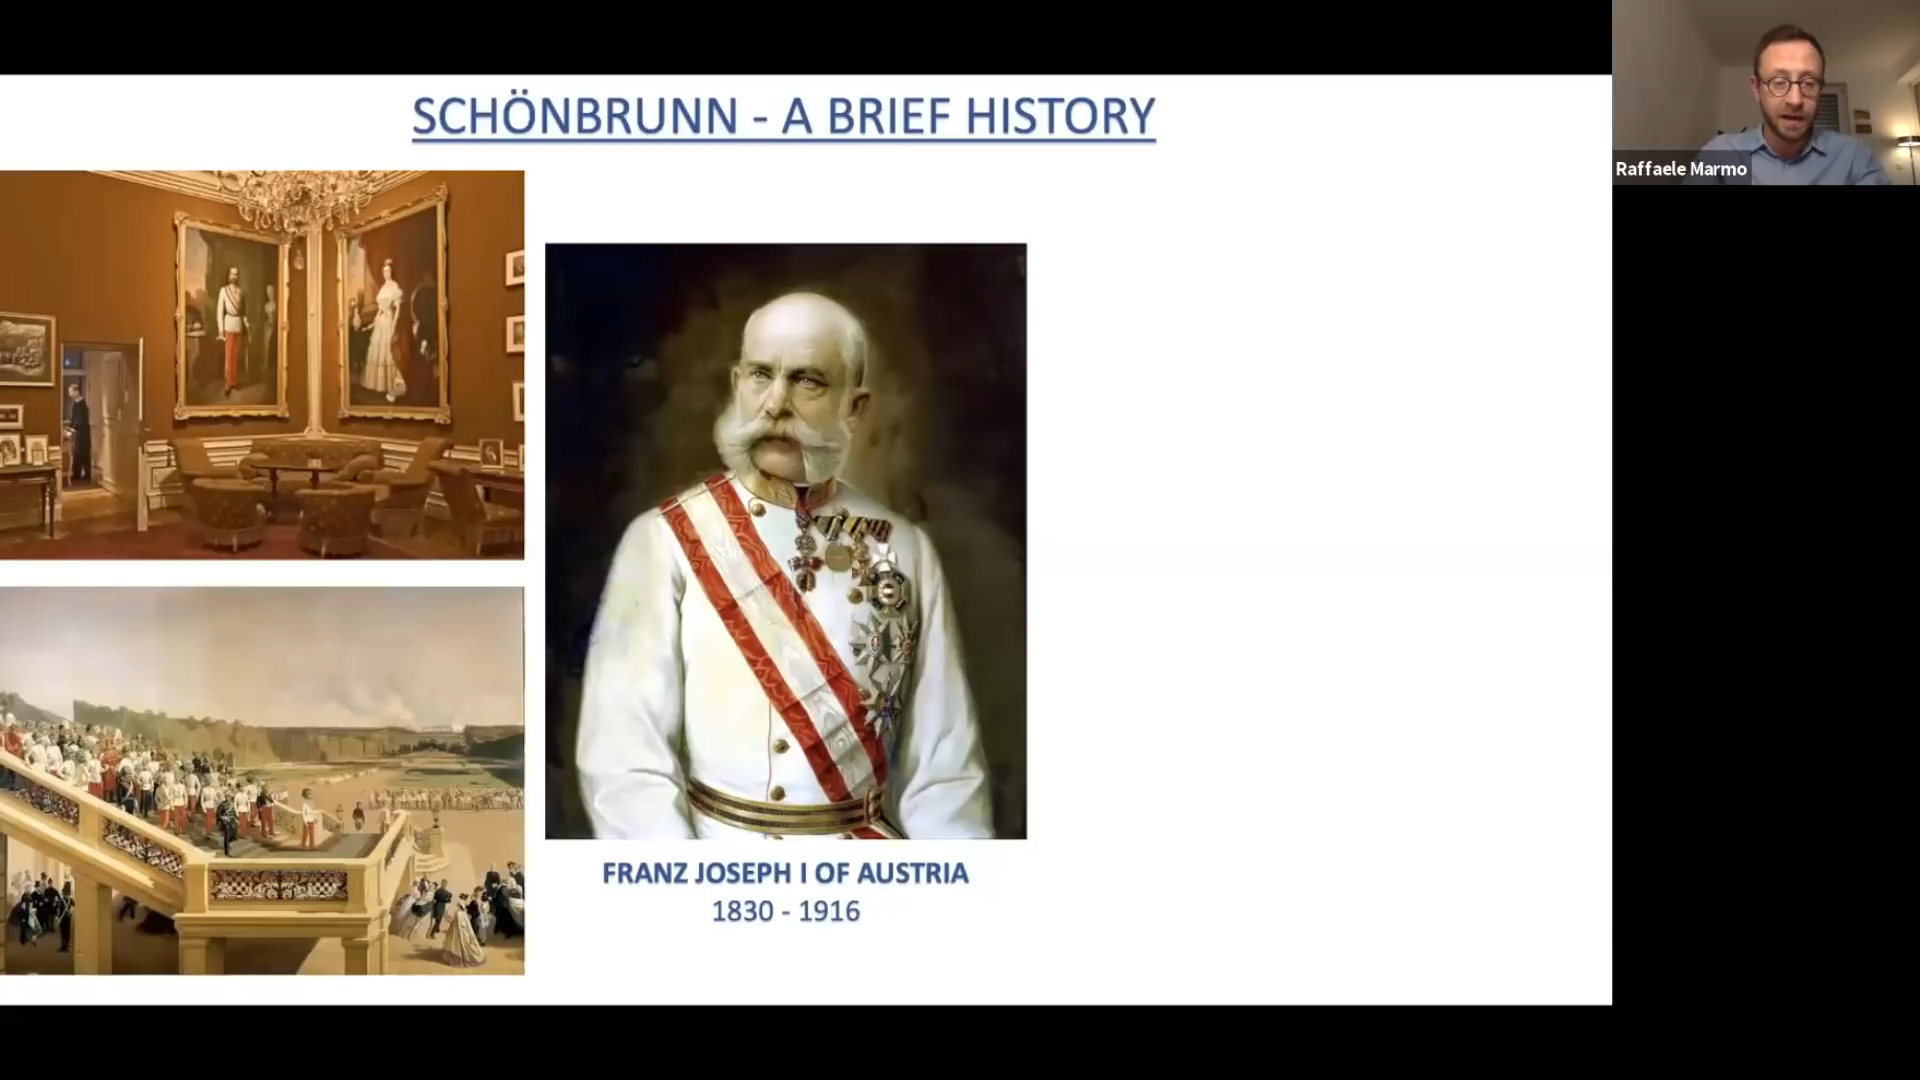 SCHÖNBRUNN - A BRIEF HISTORY
Raffaele Marmo
FRANZ JOSEPH I OF AUSTRIA
1830 - 1916